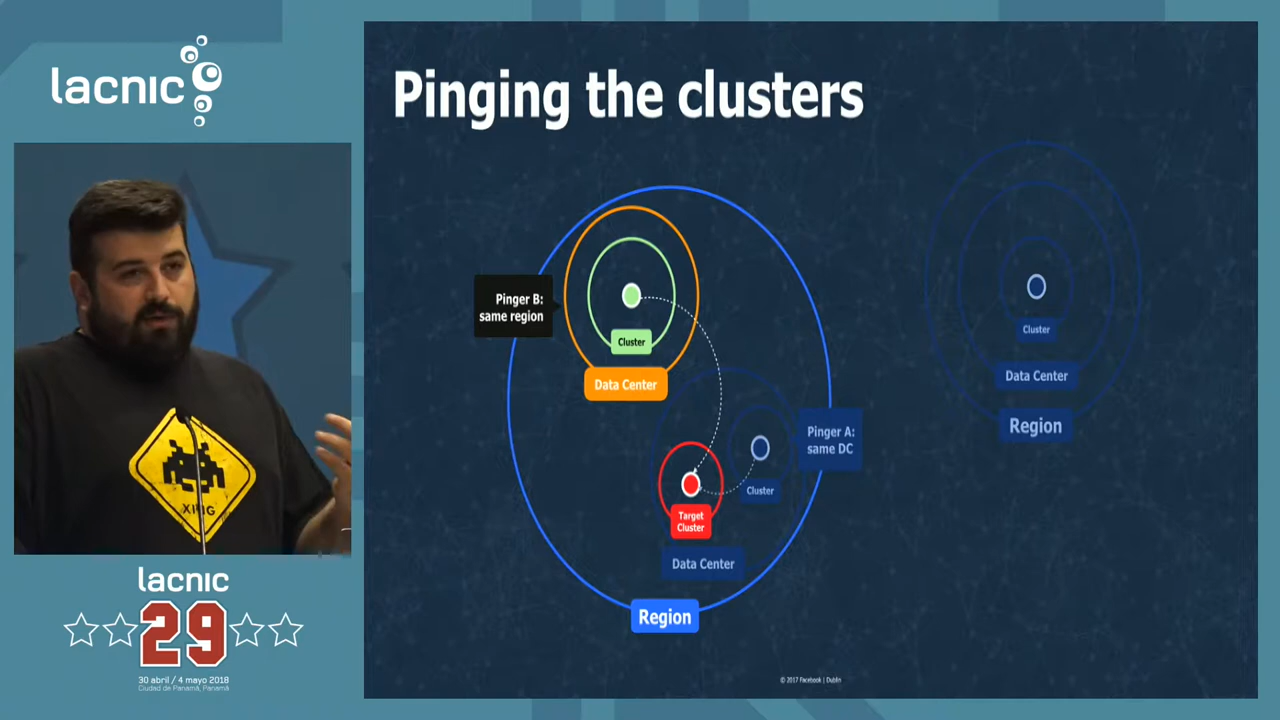 lacnic
Pinging the clusters
Pinger B:
same region
Cluster
Data Center
Pinger A:
same DC
Cluster
Target
Cluster
Data Center
Region
Cluster
Data Center
Region
XING
lacnic
29
30 abril / 4 mayo 2018
Ciudad de Panamá, Panamá
© 2017 Facebook | Dublin